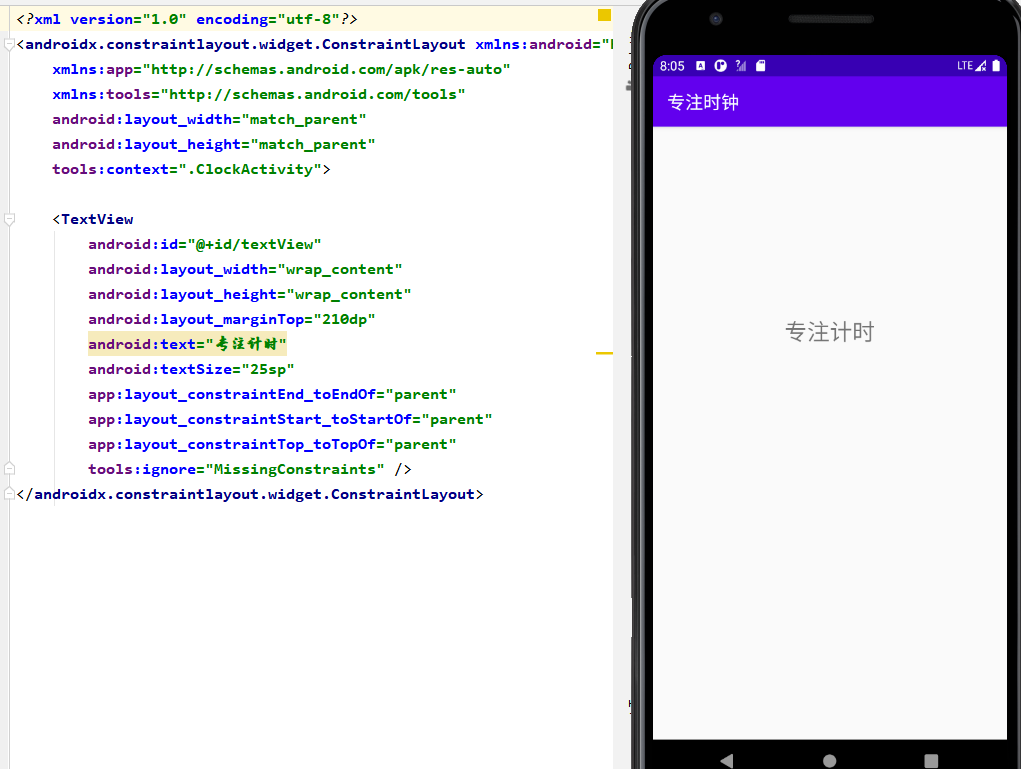 <?xml version="1.0" encoding="utf-8"?>
<androidx.constraintlayout.widget.ConstraintLayout xmlns:android="
xmlns:app="http://schemas.android.com/apk/res-auto"
xmlns:tools="http://schemas.android.com/tools"
android:layout_width="match_parent"
android:layout_height="match_parent"
tools:context=".ClockActivity">
<TextView
android:id="@+id/textView"
android:layout_width="wrap_content"
android:layout_height="wrap_content"
android:layout_marginTop="210dp"
android:text="专注计时"
android:textSize="25sp"
app:layout_constraintEnd_toEndOf="parent"
app:layout_constraintStart_toStartOf="parent"
app:layout_constraintTop_toTopOf="parent"
tools:ignore="MissingConstraints" />
</androidx.constraintlayout.widget.ConstraintLayout>
8:05 LTE
专注时钟
专注计时